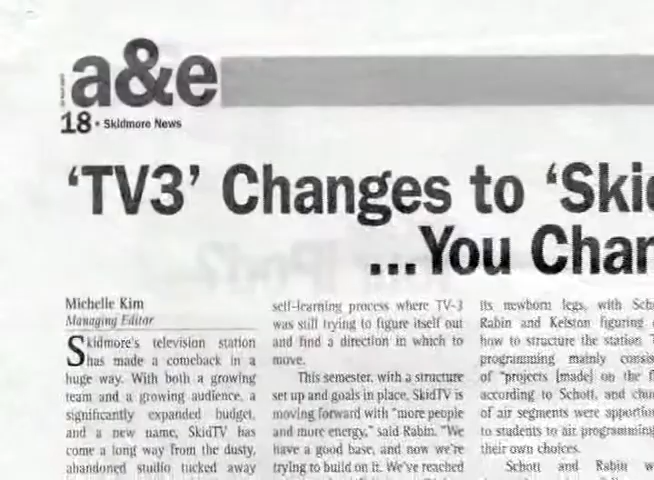 a&e
18 • Skidmore News
'TV3' Changes to 'Skid
...You Chan
Michelle Kim
Managing Editor
Skidmore's television station
has made a comeback in a
huge way. With both a growing
team and a growing audience, a
significantly expanded budget,
and a new name, SkidTV has
come a long way from the dusty,
abandoned studio tucked away
self-learning process where TV-3
was still trying to figure itself out
and find a direction in which to
move.
This semester, with a structure
set up and goals in place, SkidTV is
moving forward with "more people
and more energy," said Rabin. "We
have a good base, and now we're
trying to build on it. We've reached
its newborn legs, with Scho
Rabin and Kelston figuring
how to structure the station.
programming mainly consis
of "projects [made] on the f
according to Schott, and chun
of air segments were apportion
to students to air programming
their own choices.
Schott and Rabin w